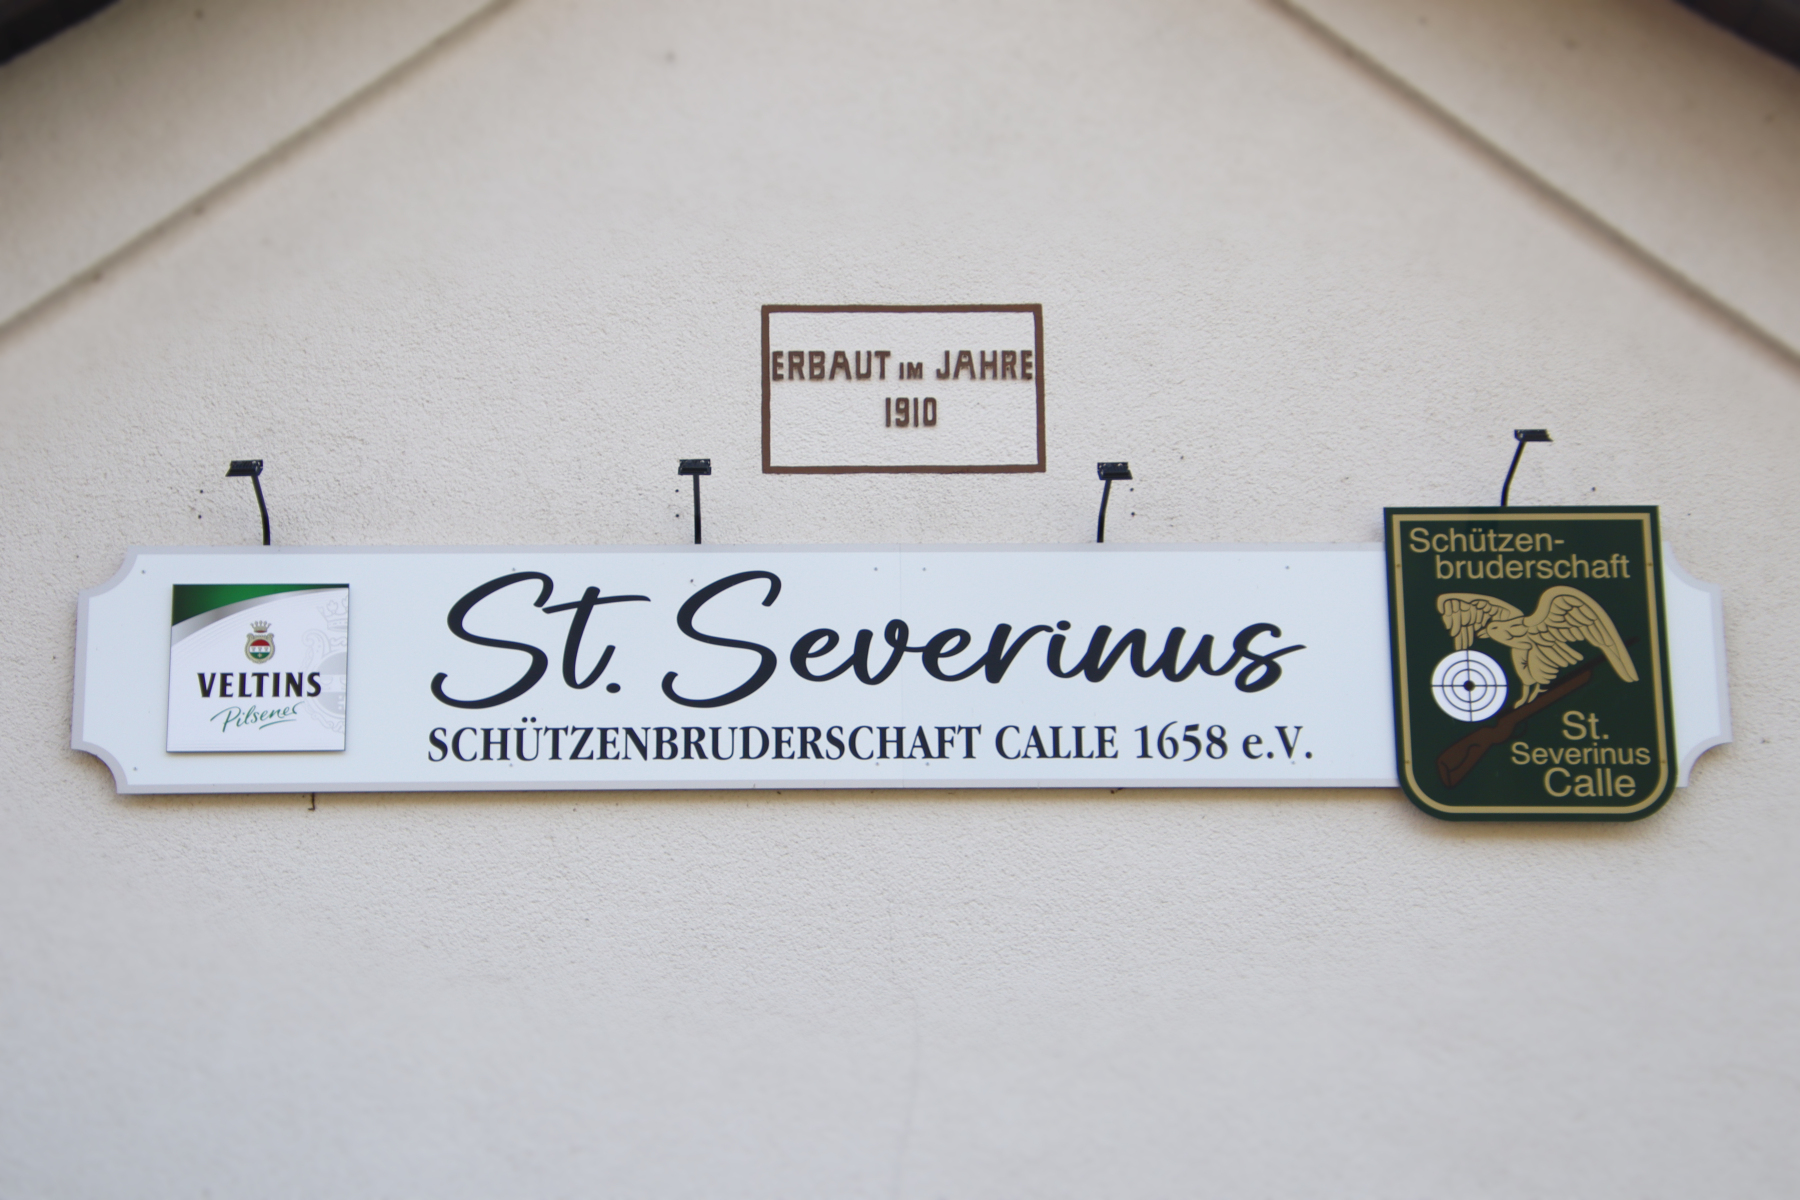 ERBAUT IM JAHRE
1910
VELTINS
Pilsener
St. Severinus
SCHÜTZENBRUDERSCHAFT CALLE 1658 e.V.
Schützen-
bruderschaft
St.
Severinus
Calle